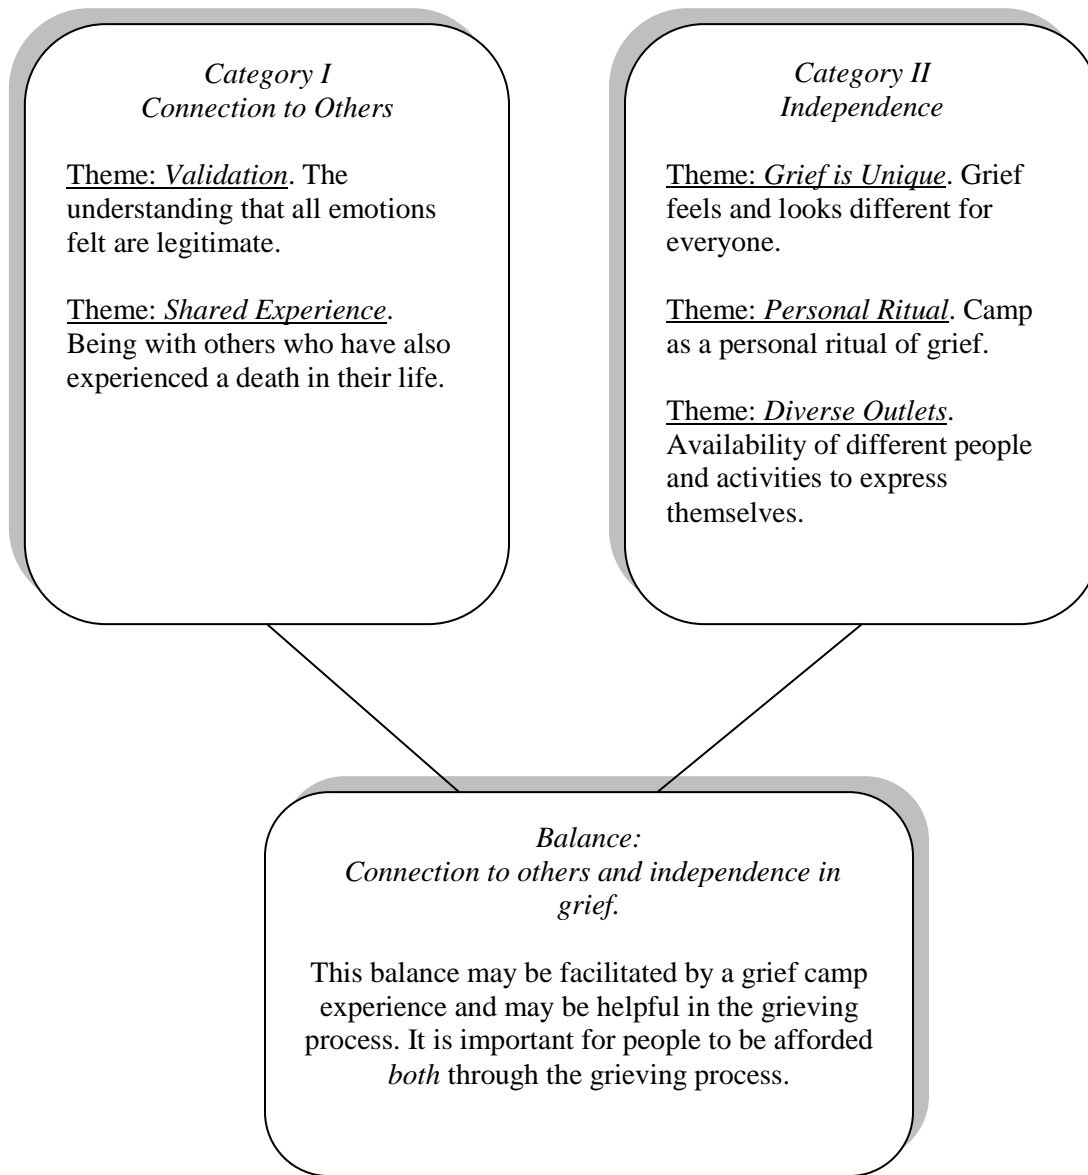 Category I
Connection to Others
Theme: Validation. The
understanding that all emotions
felt are legitimate.
Theme: Shared Experience.
Being with others who have also
experienced a death in their life.
Category II
Independence
Theme: Grief is Unique. Grief
feels and looks different for
everyone.
Theme: Personal Ritual. Camp
as a personal ritual of grief.
Theme: Diverse Outlets.
Availability of different people
and activities to express
themselves.
Balance:
Connection to others and independence in
grief.
This balance may be facilitated by a grief camp
experience and may be helpful in the grieving
process. It is important for people to be afforded
both through the grieving process.